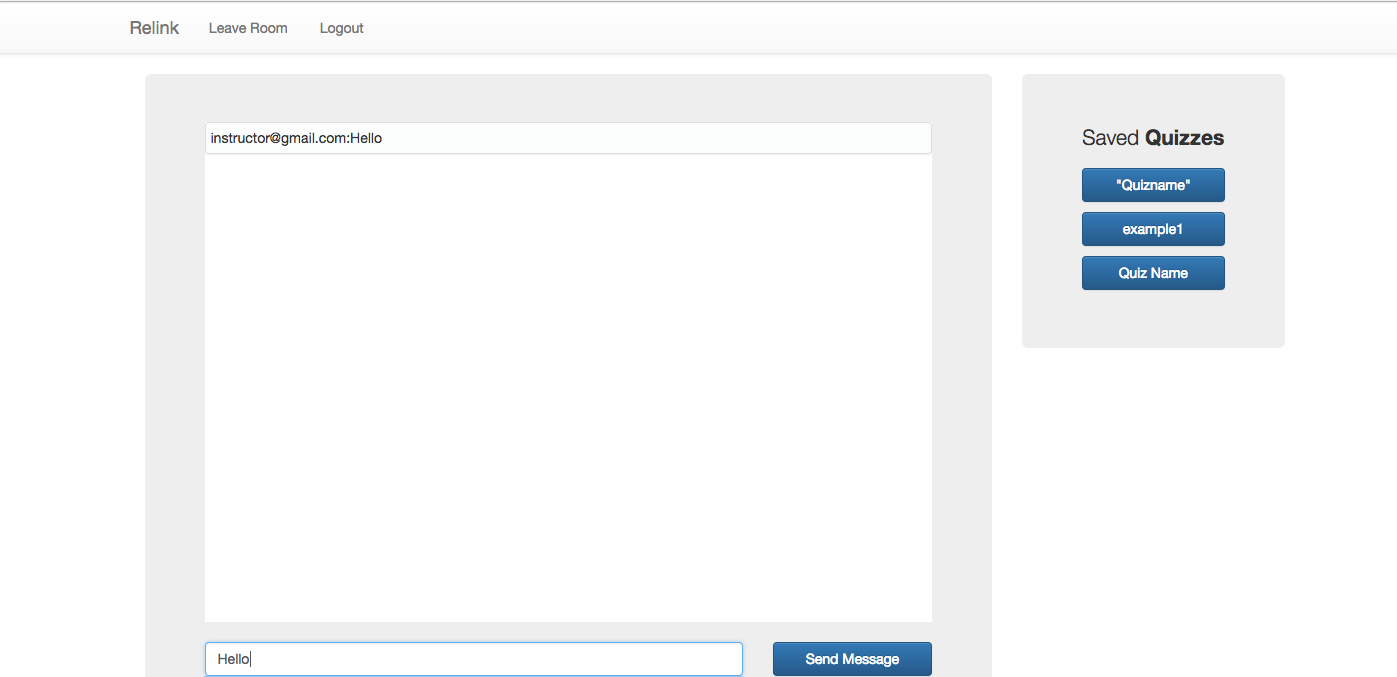 Relink Leave Room Logout
instructor@gmail.com:Hello
Saved Quizzes
"Quizname"
example1
Quiz Name
Hello
Send Message